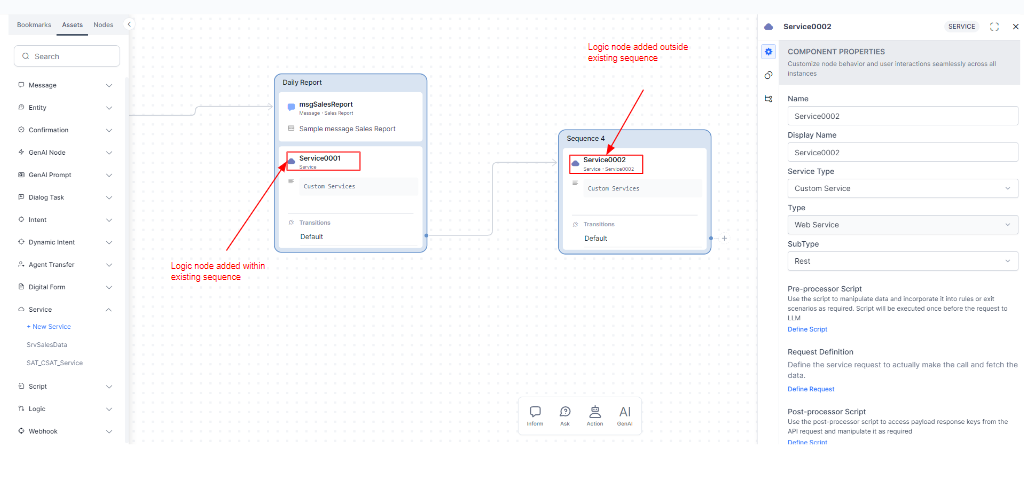 Bookmarks Assets Nodes
Search
Message
Entity
Confirmation
GenAI Node
GenAI Prompt
Dialog Task
Intent
Dynamic Intent
Agent Transfer
Digital Form
Service
+ New Service
SrvSalesData
SAT_CSAT_Service
Script
Logic
Webhook
Daily Report
msgSalesReport
Message · Sales Report
Sample message Sales Report
Service0001
Service
Custom Services
Transitions
Default
Logic node added within
existing sequence
Logic node added outside
existing sequence
Sequence 4
Service0002
Service · Service0002
Custom Services
Transitions
Default
Inform
Ask
Action
AI
GenAI
Service0002
SERVICE
COMPONENT PROPERTIES
Customize node behavior and user interactions seamlessly across all
instances
Name
Service0002
Display Name
Service0002
Service Type
Custom Service
Type
Web Service
SubType
Rest
Pre-processor Script
Use the script to manipulate data and incorporate it into rules or exit
scenarios as required. Script will be executed once before the request to
LLM
Define Script
Request Definition
Define the service request to actually make the call and fetch the
data.
Define Request
Post-processor Script
Use the post-processor script to access payload response keys from the
API request and manipulate it as required
Define Script